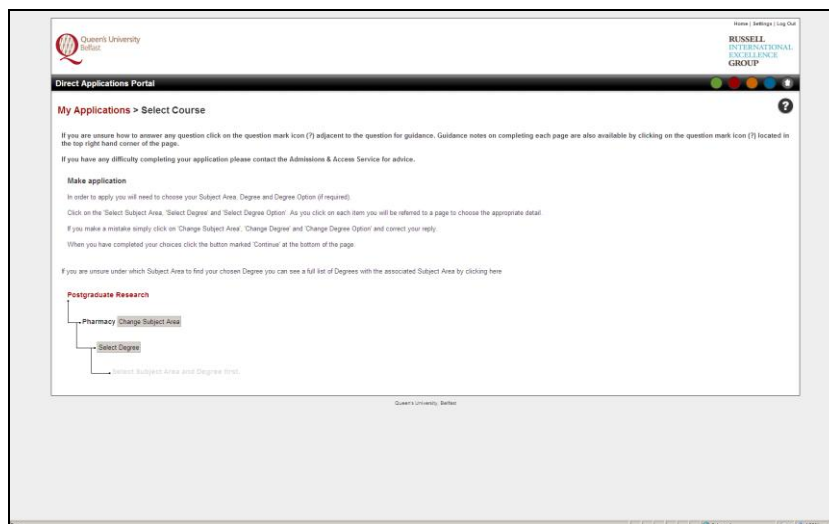 Home | Settings | Log Out
Queen's University
Belfast
RUSSELL
INTERNATIONAL
EXCELLENCE
GROUP
Direct Applications Portal
My Applications > Select Course
If you are unsure how to answer any question click on the question mark icon (?) adjacent to the question for guidance. Guidance notes on completing each page are also available by clicking on the question mark icon (?) located in
the top right hand corner of the page.
If you have any difficulty completing your application please contact the Admissions & Access Service for advice.
Make application
In order to apply you will need to choose your Subject Area, Degree and Degree Option (if required).
Click on the 'Select Subject Area, 'Select Degree' and 'Select Degree Option'. As you click on each item you will be referred to a page to choose the appropriate detail
If you make a mistake simply click on 'Change Subject Area', 'Change Degree' and 'Change Degree Option' and correct your reply.
When you have completed your choices click the button marked 'Continue' at the bottom of the page.
If you are unsure under which Subject Area to find your chosen Degree you can see a full list of Degrees with the associated Subject Area by clicking here
Postgraduate Research
Pharmacy Change Subject Area
Select Degree
Select Subject Area and Degree first.
Queen's University, Belfast